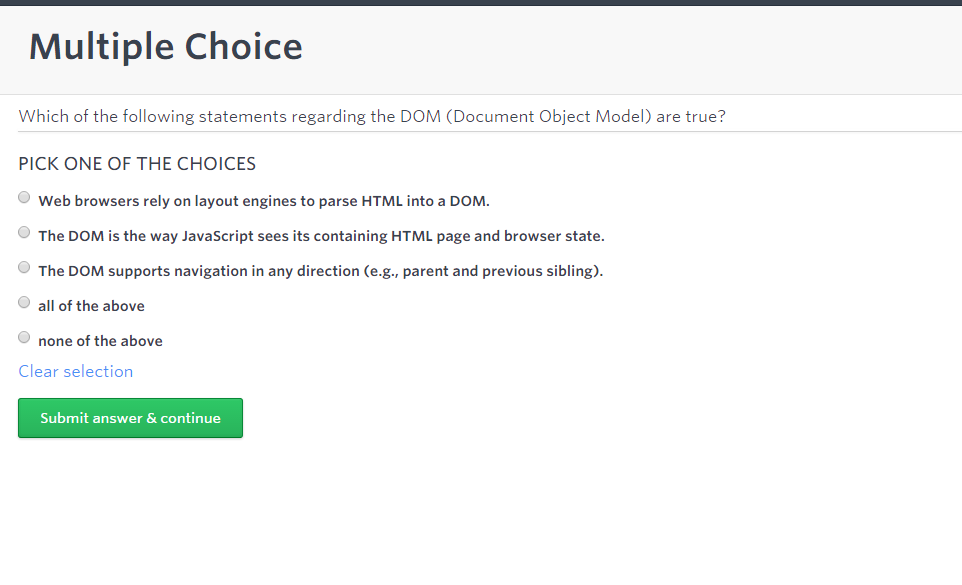 Multiple Choice
Which of the following statements regarding the DOM (Document Object Model) are true?
PICK ONE OF THE CHOICES
Web browsers rely on layout engines to parse HTML into a DOM.
The DOM is the way JavaScript sees its containing HTML page and browser state.
The DOM supports navigation in any direction (e.g., parent and previous sibling).
all of the above
none of the above
Clear selection
Submit answer & continue